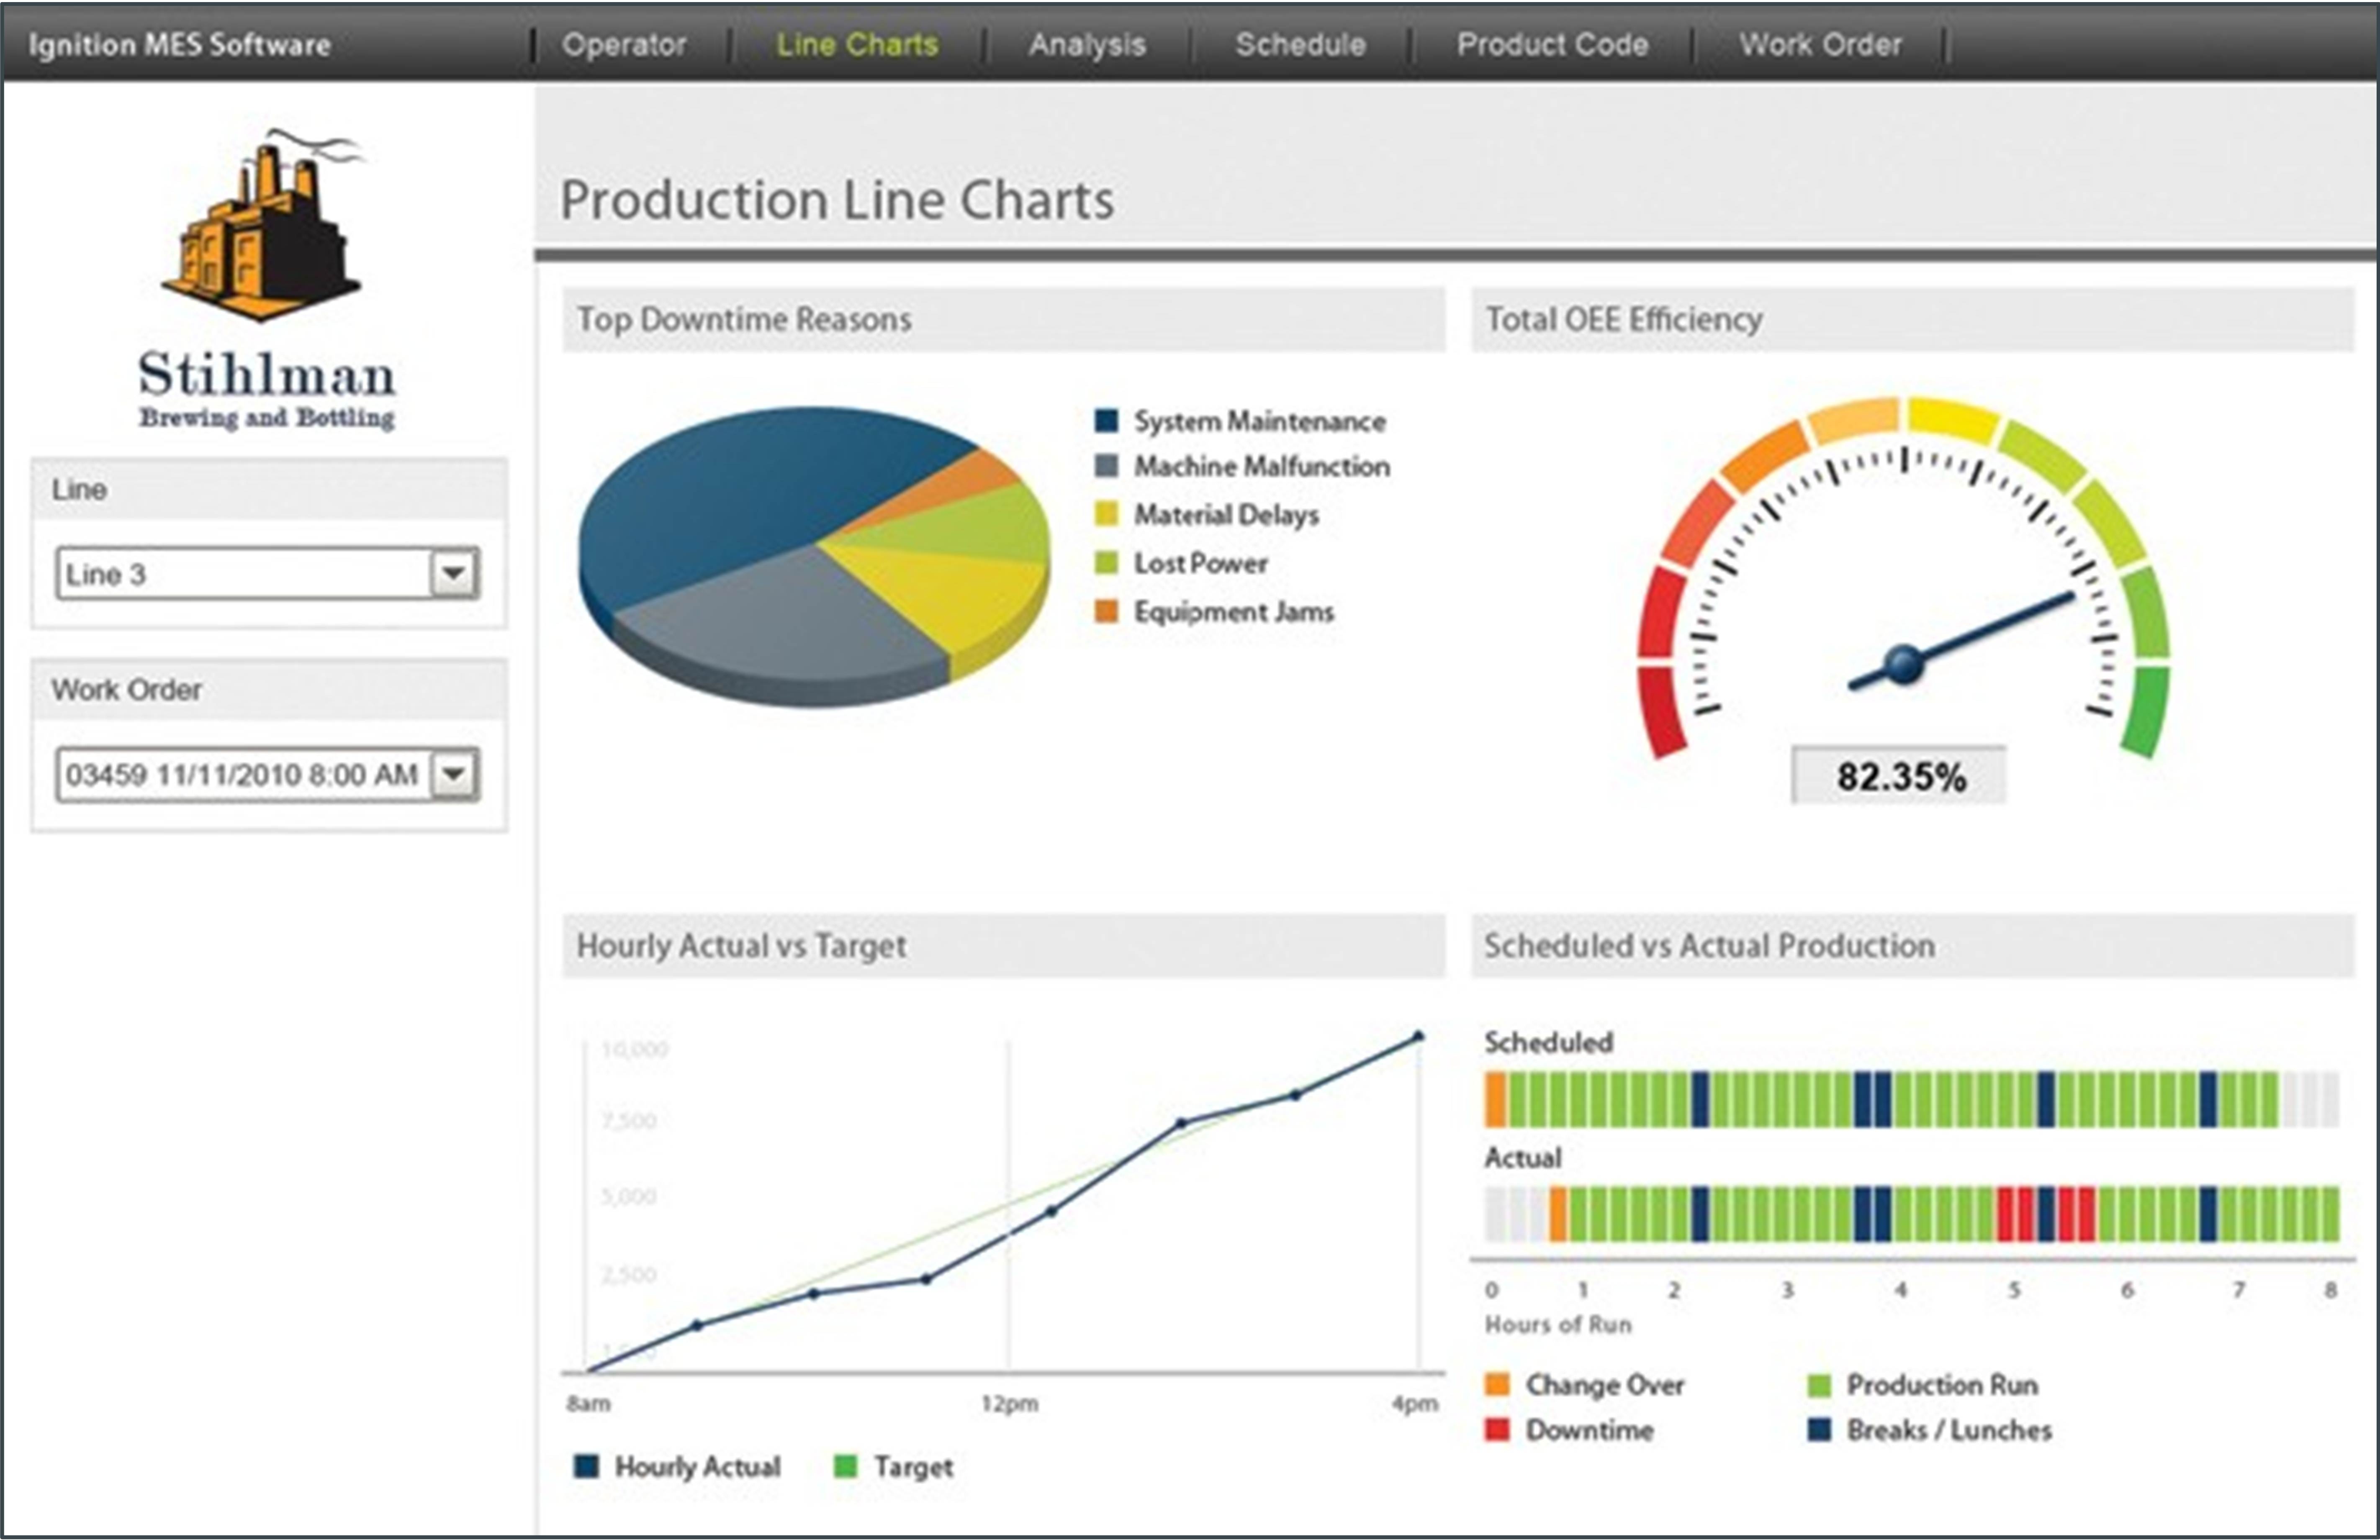 Ignition MES Software
Operator
Line Charts
Analysis
Schedule
Product Code
Work Order
Stihlman
Brewing and Bottling
Line
Line 3
Work Order
03459 11/11/2010 8:00 AM
Production Line Charts
Top Downtime Reasons
System Maintenance
Machine Malfunction
Material Delays
Lost Power
Equipment Jams
Total OEE Efficiency
82.35%
Hourly Actual vs Target
10,000
7,500
5,000
2,500
8am 12pm 4pm
Hourly Actual
Target
Scheduled vs Actual Production
Scheduled
Actual
0 1 2 3 4 5 6 7 8
Hours of Run
Change Over
Production Run
Downtime
Breaks / Lunches